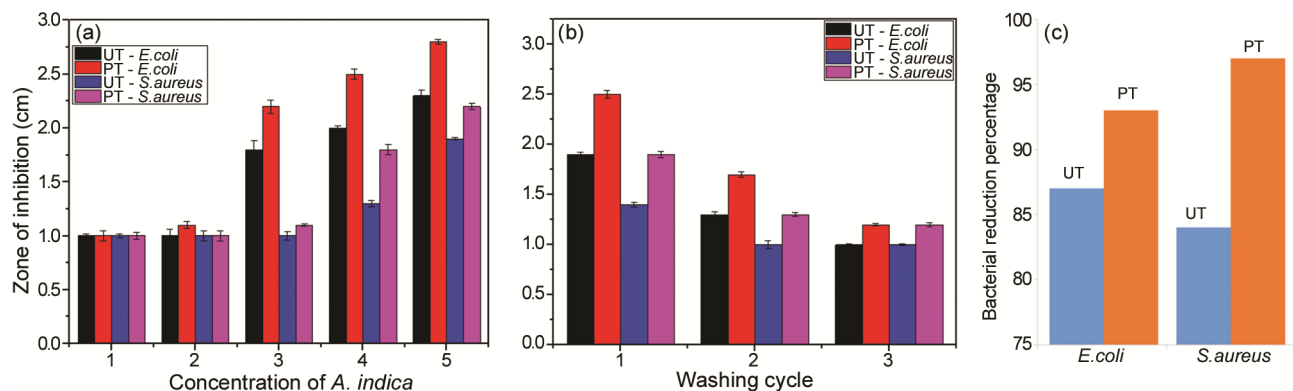 (a)
UT - E.coli
PT - E.coli
UT - S.aureus
PT - S.aureus
Zone of inhibition (cm)
3.0
2.5
2.0
1.5
1.0
0.5
0.0
1 2 3 4 5
Concentration of A. indica
(b)
UT - E.coli
PT - E.coli
UT - S.aureus
PT - S.aureus
3.0
2.5
2.0
1.5
1.0
0.5
0.0
1 2 3
Washing cycle
(c)
Bacterial reduction percentage
100
95
90
85
80
75
UT
PT
UT
PT
E.coli S.aureus